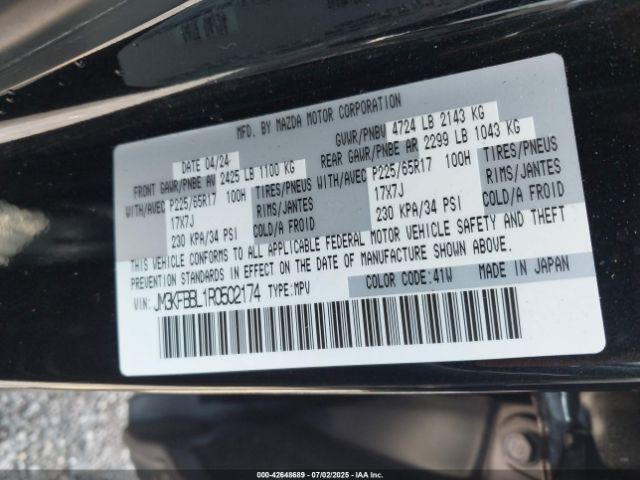 MFD. BY MAZDA MOTOR CORPORATION
DATE 04/24 GVWR/PNBV 4724 LB 2143 KG
FRONT GAWR/PNBE AV 2425 LB 1100 KG REAR GAWR/PNBE AR 2299 LB 1043 KG
WITH/AVEC P225/65R17 100H TIRES/PNEUS WITH/AVEC P225/65R17 100H TIRES/PNEUS
17X7J RIMS/JANTES 17X7J RIMS/JANTES
230 KPA/34 PSI COLD/A FROID 230 KPA/34 PSI COLD/A FROID
THIS VEHICLE CONFORMS TO ALL APPLICABLE FEDERAL MOTOR VEHICLE SAFETY AND THEFT
PREVENTION STANDARDS IN EFFECT ON THE DATE OF MANUFACTURE SHOWN ABOVE.
VIN: JM3KFBBL1R0502174 TYPE: MPV COLOR CODE: 41W MADE IN JAPAN
000-42648689 07/02/2025 IAAI.COM